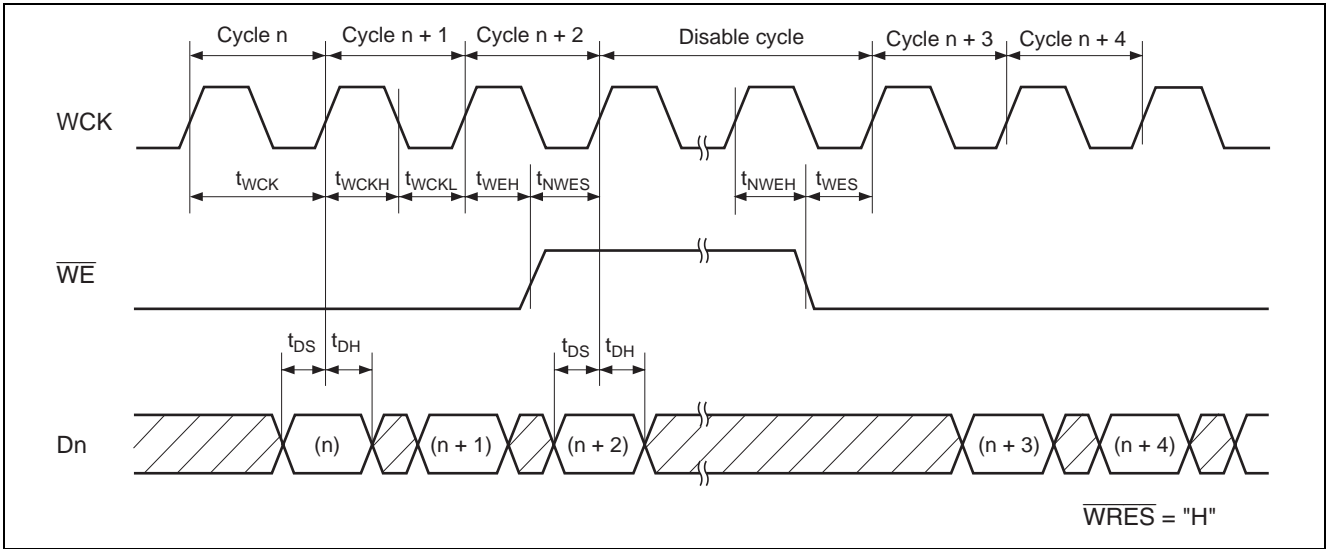 Cycle n Cycle n + 1 Cycle n + 2 Disable cycle Cycle n + 3 Cycle n + 4
WCK
tWCK tWCKH tWCKL tWEH tNWES tNWEH tWES
WE
tDS tDH tDS tDH
Dn (n) (n + 1) (n + 2) (n + 3) (n + 4)
WRES = "H"